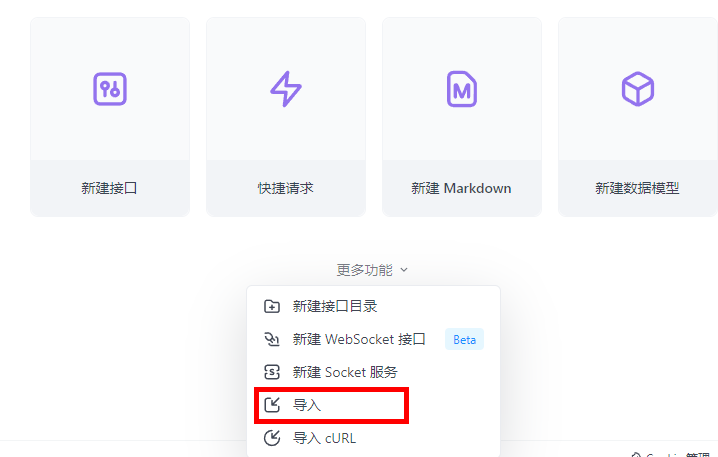 新建接口
快捷请求
新建 Markdown
新建数据模型
更多功能
新建接口目录
新建 WebSocket 接口 Beta
新建 Socket 服务
导入
导入 cURL
Cookie 管理